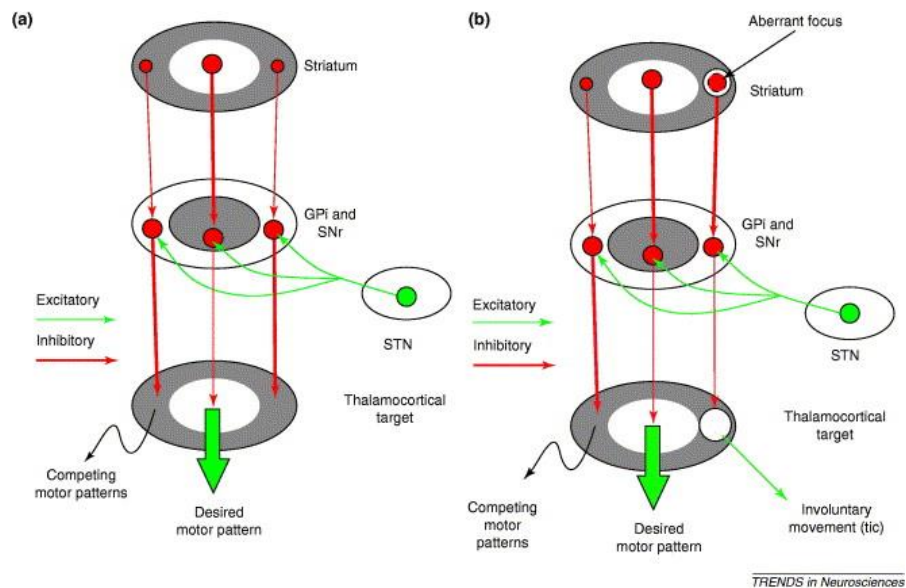 (a)
Striatum
GPi and
SNr
Excitatory
Inhibitory
STN
Thalamocortical
target
Competing
motor patterns
Desired
motor pattern
(b)
Aberrant focus
Striatum
GPi and
SNr
Excitatory
Inhibitory
STN
Thalamocortical
target
Competing
motor
patterns
Desired
motor pattern
Involuntary
movement (tic)
TRENDS in Neurosciences